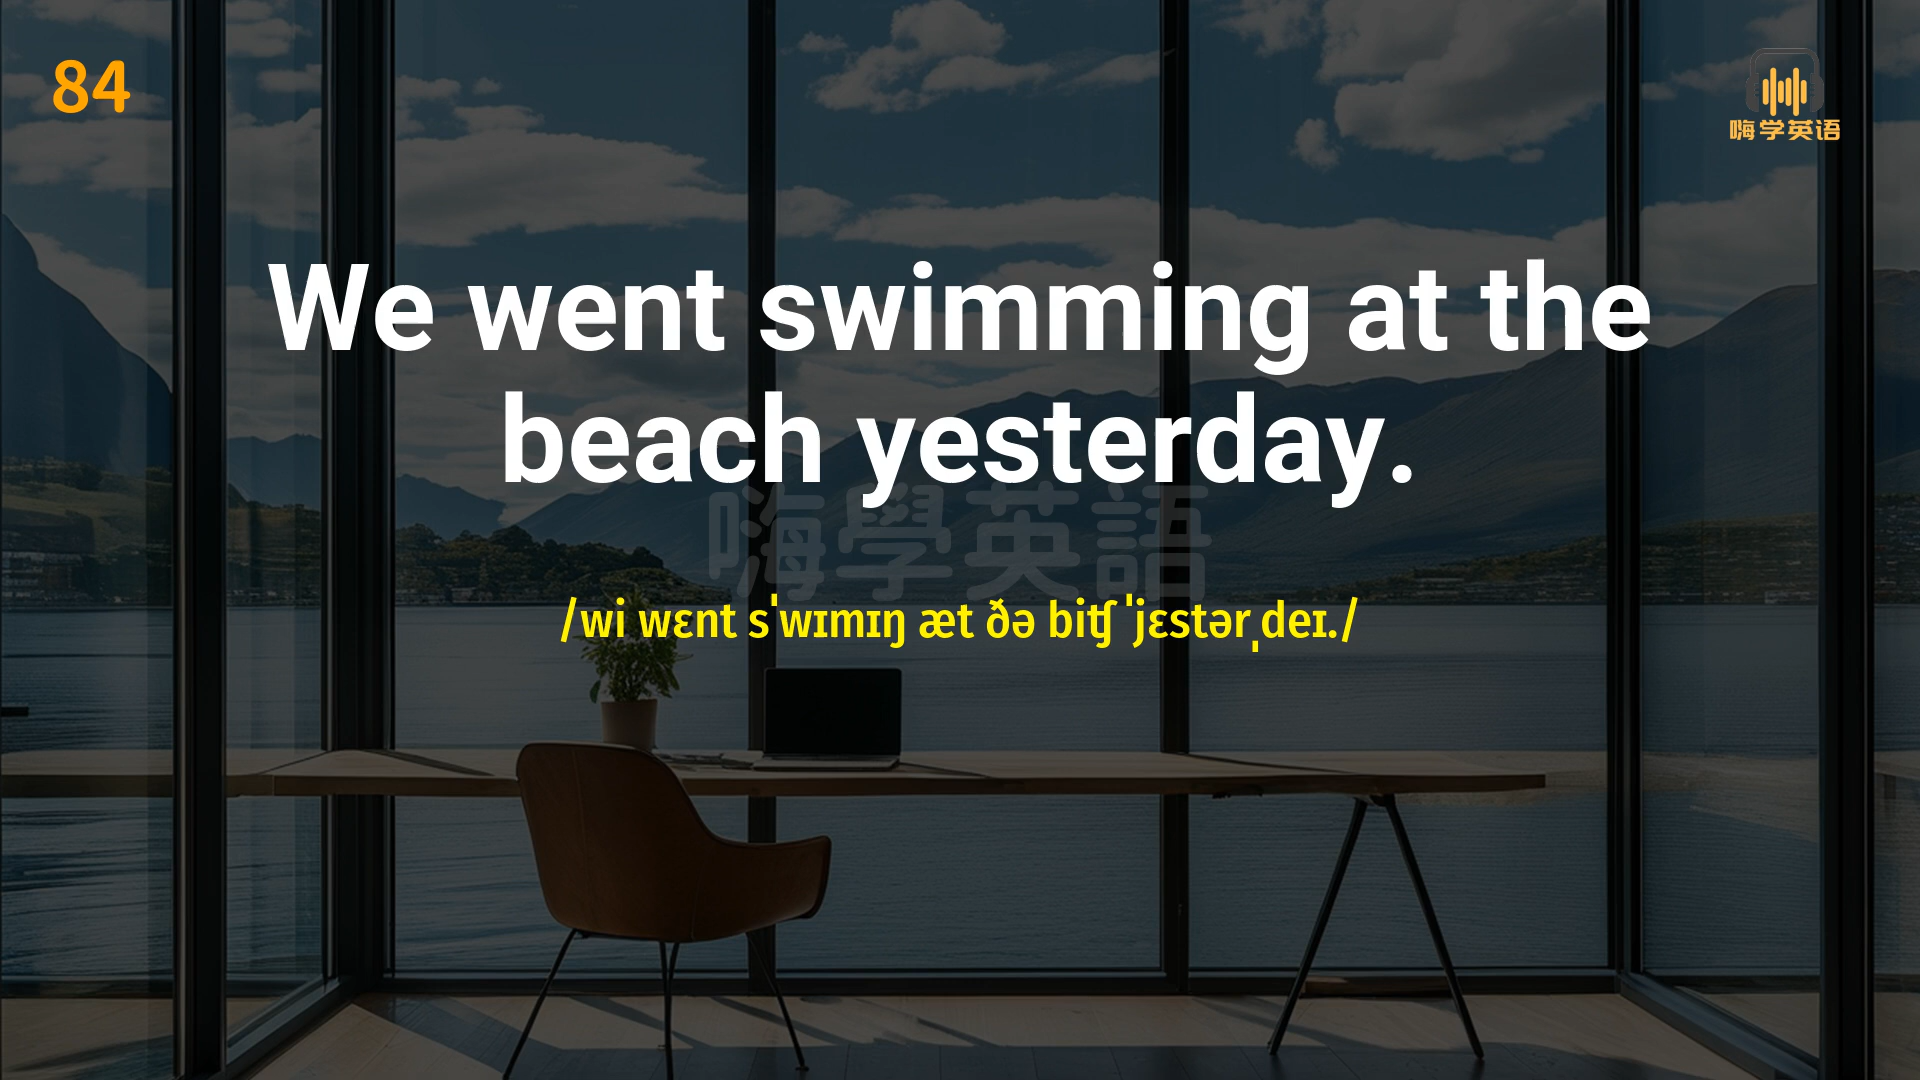 84
嗨学英语
We went swimming at the
beach yesterday.
嗨學英語
/wi wɛnt sˈwɪmɪŋ æt ðə biʧ ˈjɛstərˌdeɪ./